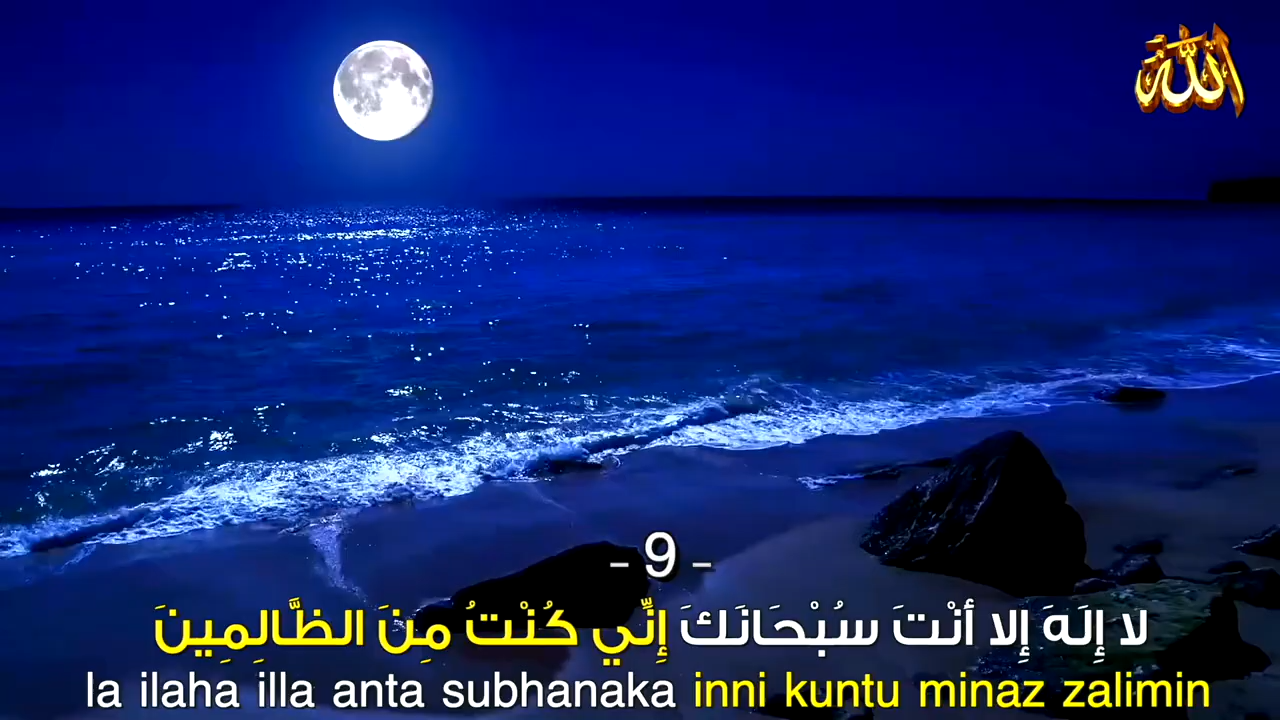 الله
- 9 -
لا إِلَهَ إِلا أنْتَ سُبْحَانَكَ إِنِّي كُنْتُ مِنَ الظَّالِمِينَ
la ilaha illa anta subhanaka inni kuntu minaz zalimin